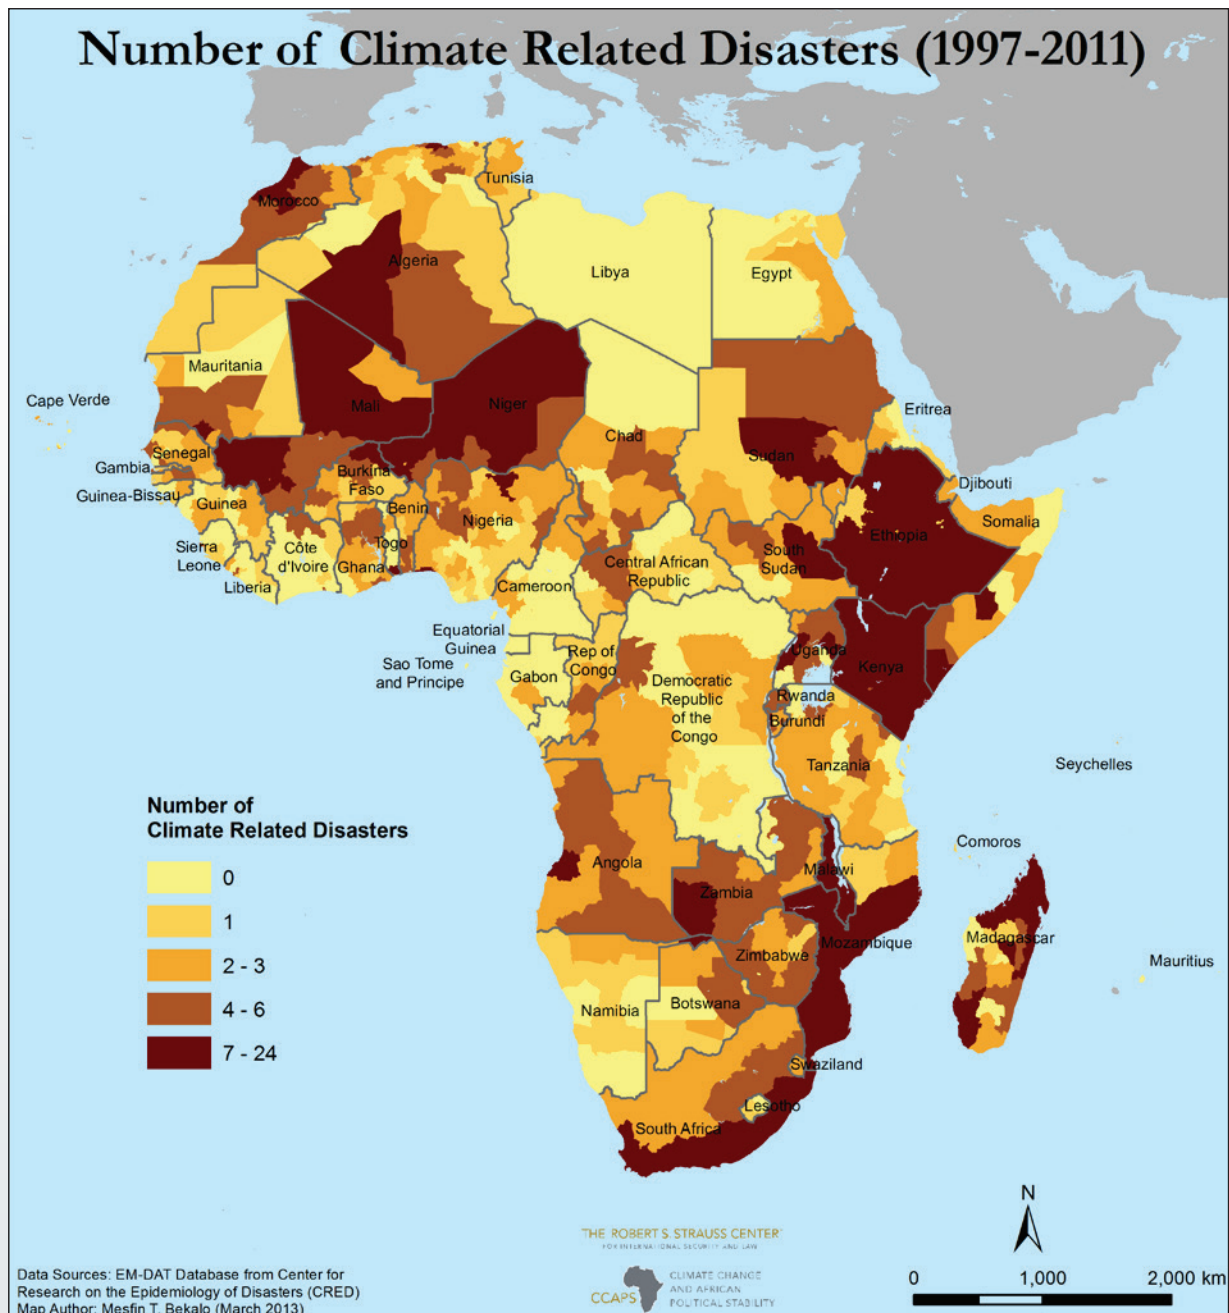 Number of Climate Related Disasters (1997-2011)
Tunisia
Morocco
Algeria
Libya
Egypt
Mauritania
Cape Verde
Mali
Niger
Eritrea
Chad
Senegal
Sudan
Gambia
Burkina
Faso
Djibouti
Guinea-Bissau
Guinea
Benin
Nigeria
Somalia
Ethiopia
Sierra
Leone
Côte
d'Ivoire
Togo
Ghana
South
Sudan
Central African
Republic
Liberia
Cameroon
Equatorial
Guinea
Uganda
Rep of
Congo
Sao Tome
and Principe
Gabon
Kenya
Democratic
Republic
of the
Congo
Rwanda
Burundi
Tanzania
Seychelles
Number of
Climate Related Disasters
0
1
2 - 3
4 - 6
7 - 24
Comoros
Angola
Malawi
Zambia
Madagascar
Mozambique
Zimbabwe
Mauritius
Namibia
Botswana
Swaziland
Lesotho
South Africa
N
THE ROBERT S. STRAUSS CENTER
FOR INTERNATIONAL SECURITY AND LAW
CCAPS
CLIMATE CHANGE
AND AFRICAN
POLITICAL STABILITY
0 1,000 2,000 km
Data Sources: EM-DAT Database from Center for
Research on the Epidemiology of Disasters (CRED)
Map Author: Mesfin T. Bekalo (March 2013)